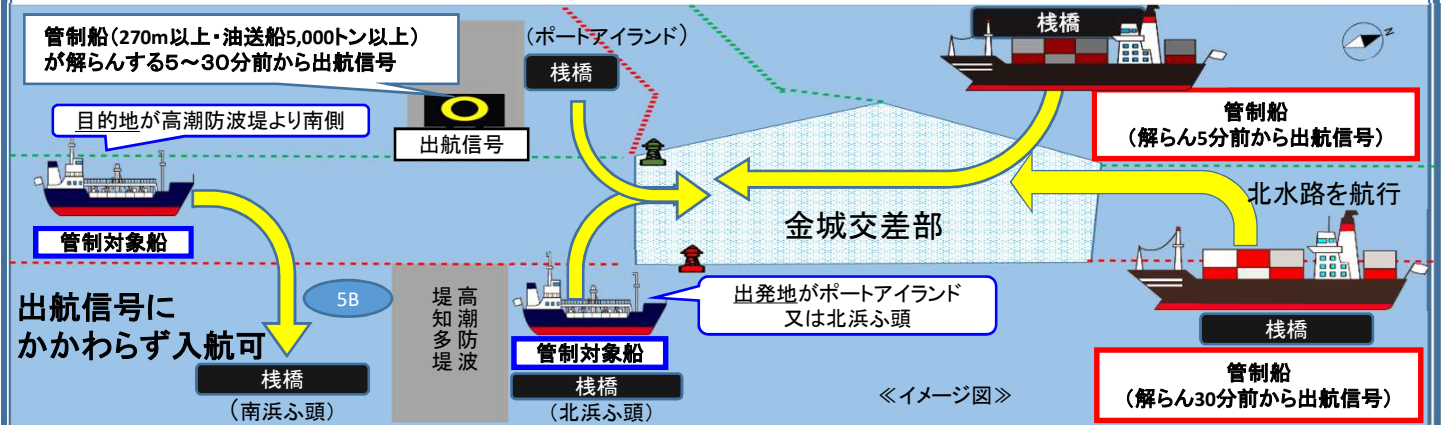 管制船(270m以上・油送船5,000トン以上)
が解らんする5～30分前から出航信号
目的地が高潮防波堤より南側
管制対象船
出航信号に
かかわらず入航可
桟橋
(南浜ふ頭)
5B
出航信号
高潮防波
堤知多堤
(ポートアイランド)
桟橋
管制対象船
桟橋
(北浜ふ頭)
出発地がポートアイランド
又は北浜ふ頭
金城交差部
≪イメージ図≫
桟橋
N
管制船
(解らん5分前から出航信号)
北水路を航行
桟橋
管制船
(解らん30分前から出航信号)